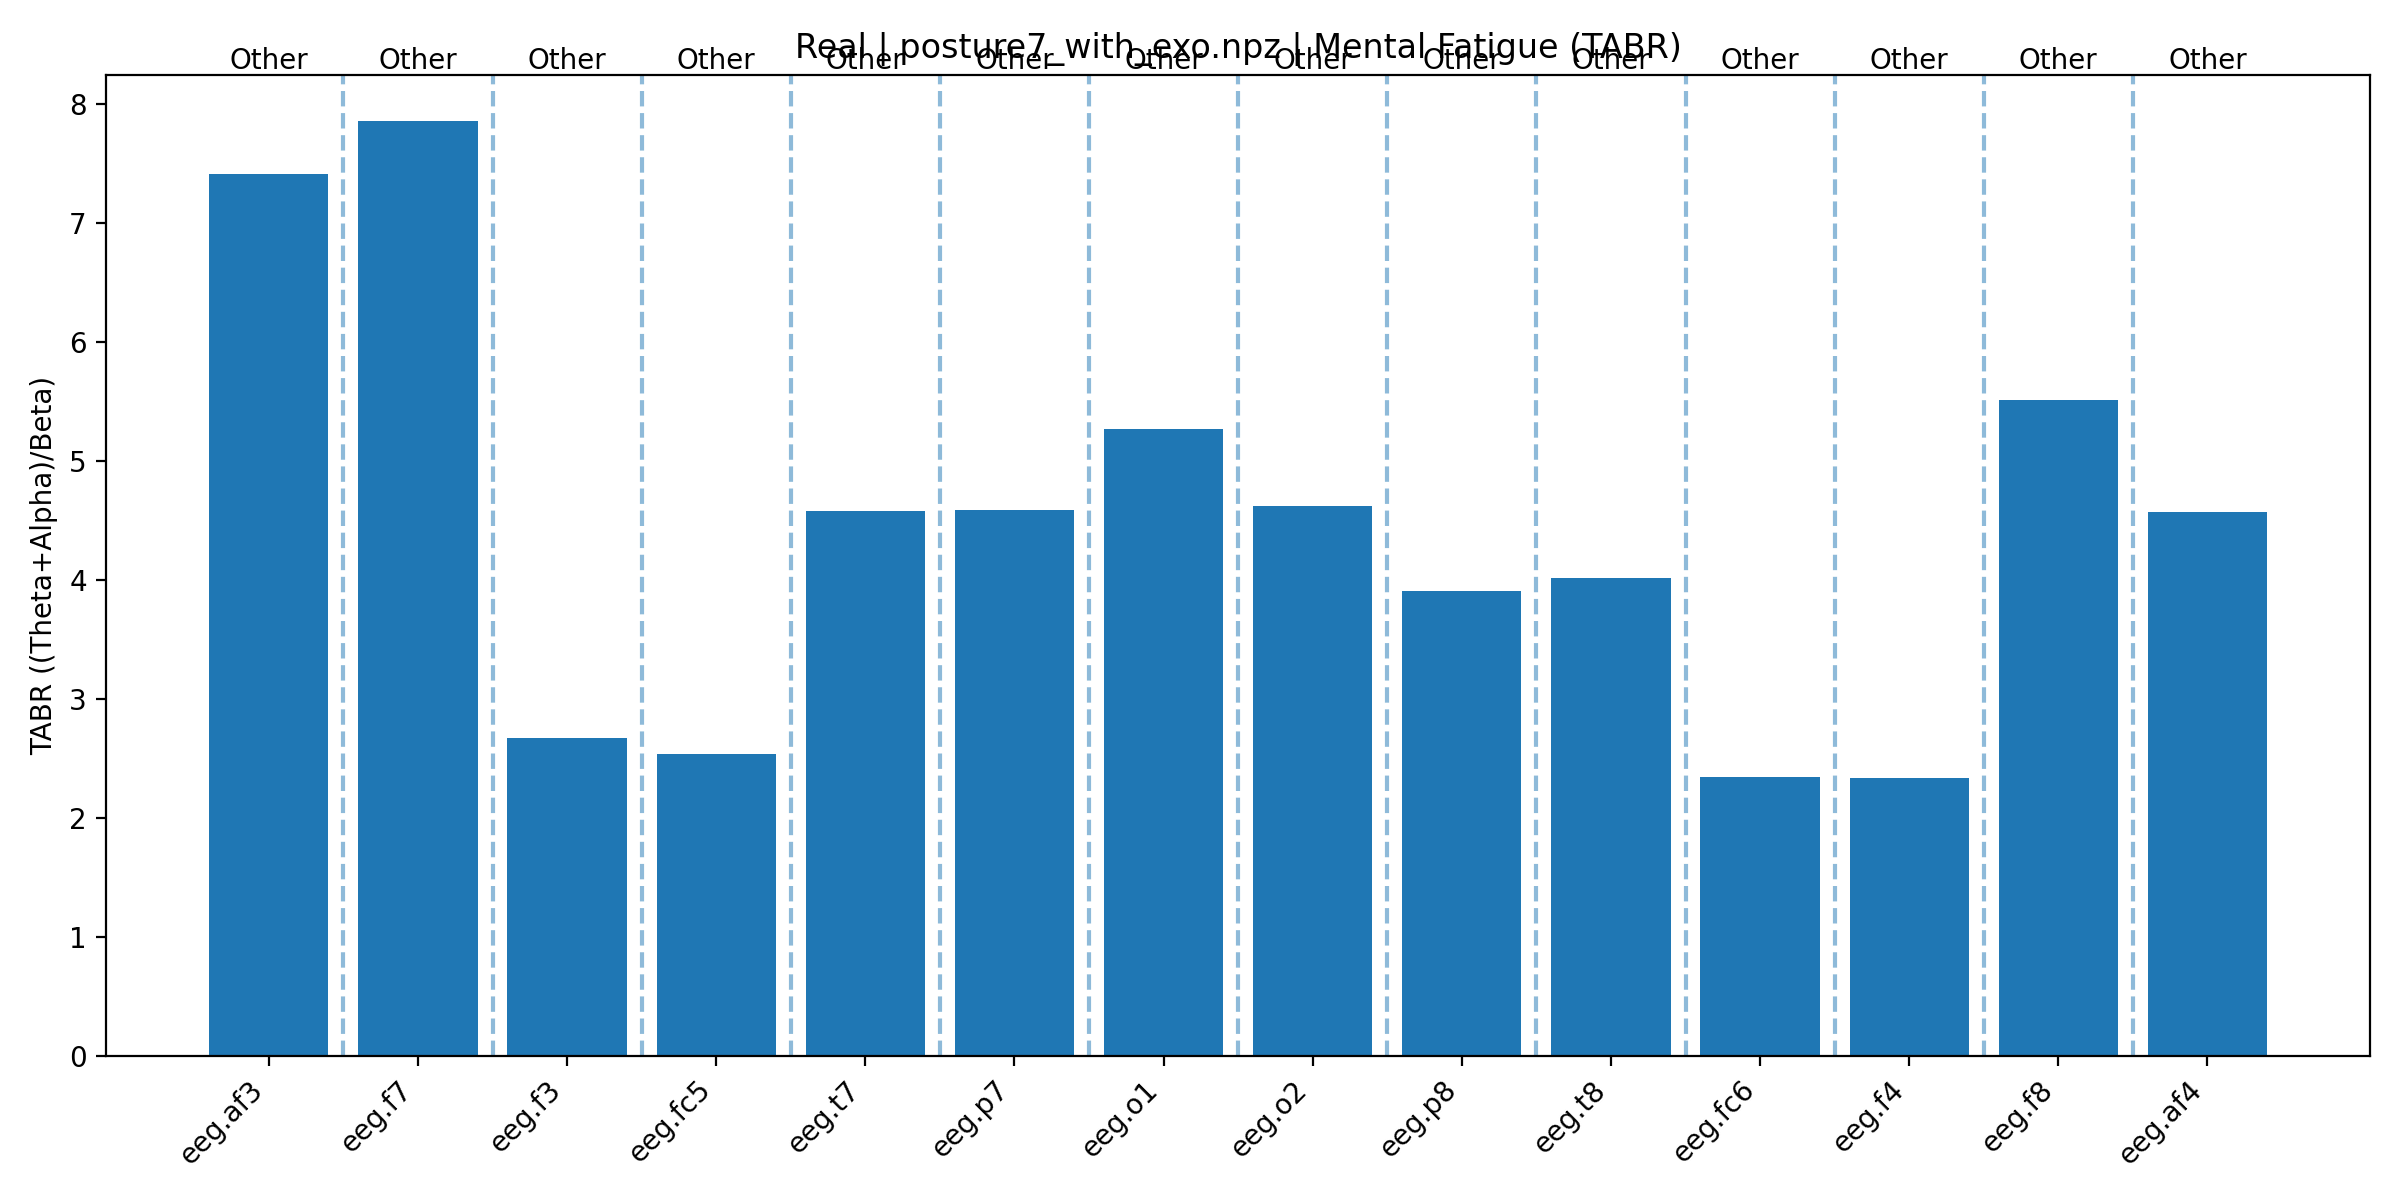 Real | posture7_with_exo.npz | Mental Fatigue (TABR)
Other Other Other Other Other Other Other Other Other Other Other Other Other Other
8
7
6
5
4
3
2
1
0
TABR ((Theta+Alpha)/Beta)
eeg.af3 eeg.f7 eeg.f3 eeg.fc5 eeg.t7 eeg.p7 eeg.o1 eeg.o2 eeg.p8 eeg.t8 eeg.fc6 eeg.f4 eeg.f8 eeg.af4